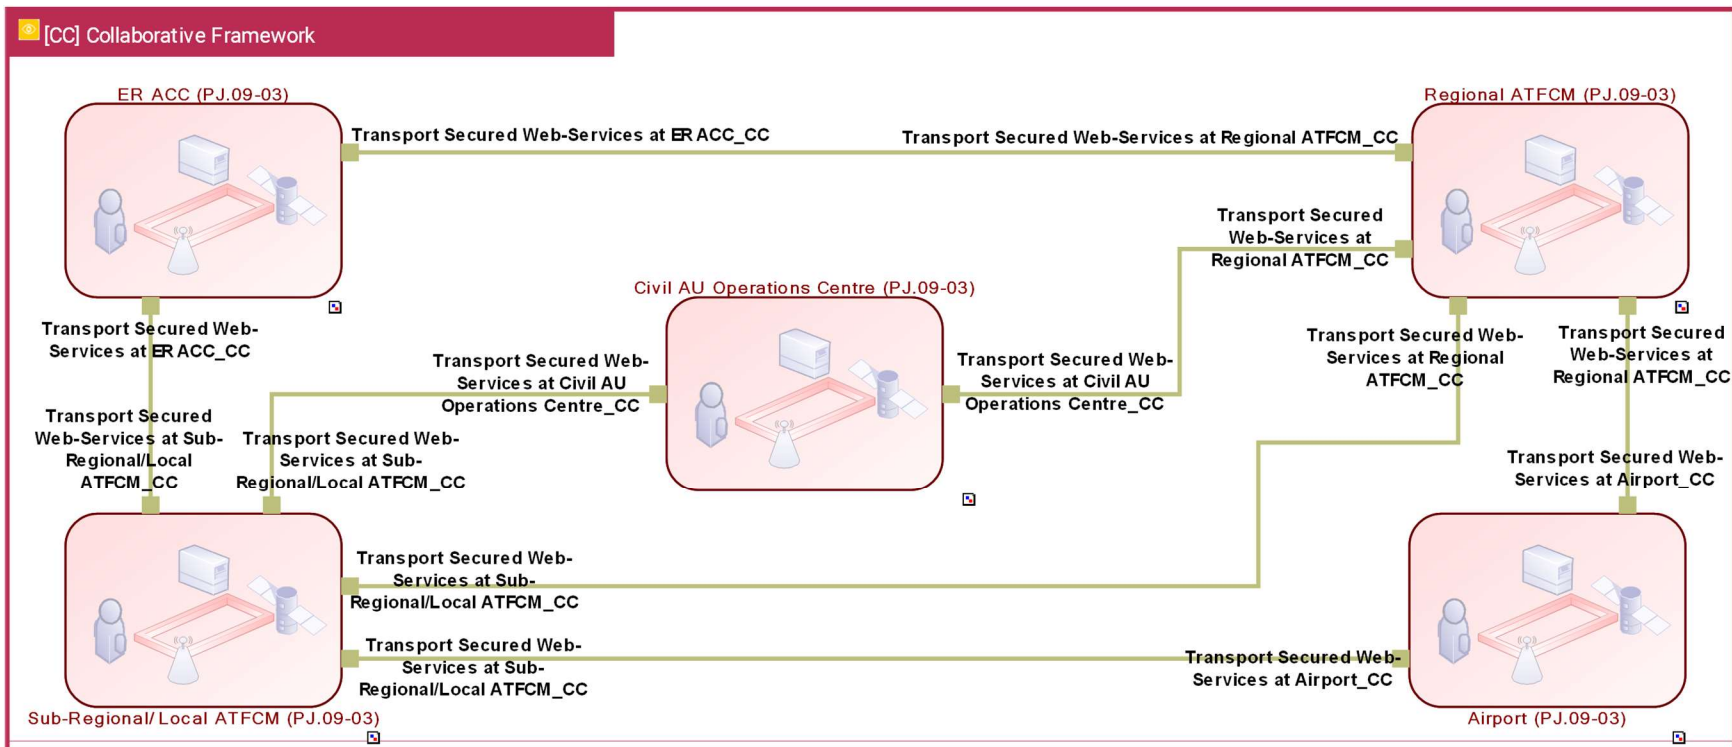 [CC] Collaborative Framework
ER ACC (PJ.09-03)
Regional ATFCM (PJ.09-03)
Transport Secured Web-Services at ER ACC_CC
Transport Secured Web-Services at Regional ATFCM_CC
Transport Secured
Web-Services at
Regional ATFCM_CC
Civil AU Operations Centre (PJ.09-03)
Transport Secured Web-
Services at ER ACC_CC
Transport Secured Web-
Services at Regional
ATFCM_CC
Transport Secured
Web-Services at
Regional ATFCM_CC
Transport Secured Web-
Services at Civil AU
Operations Centre_CC
Transport Secured Web-
Services at Civil AU
Operations Centre_CC
Transport Secured
Web-Services at Sub-
Regional/Local
ATFCM_CC
Transport Secured Web-
Services at Sub-
Regional/Local ATFCM_CC
Transport Secured Web-
Services at Airport_CC
Transport Secured Web-
Services at Sub-
Regional/Local ATFCM_CC
Transport Secured Web-
Services at Sub-
Regional/Local ATFCM_CC
Transport Secured Web-
Services at Airport_CC
Sub-Regional/Local ATFCM (PJ.09-03)
Airport (PJ.09-03)